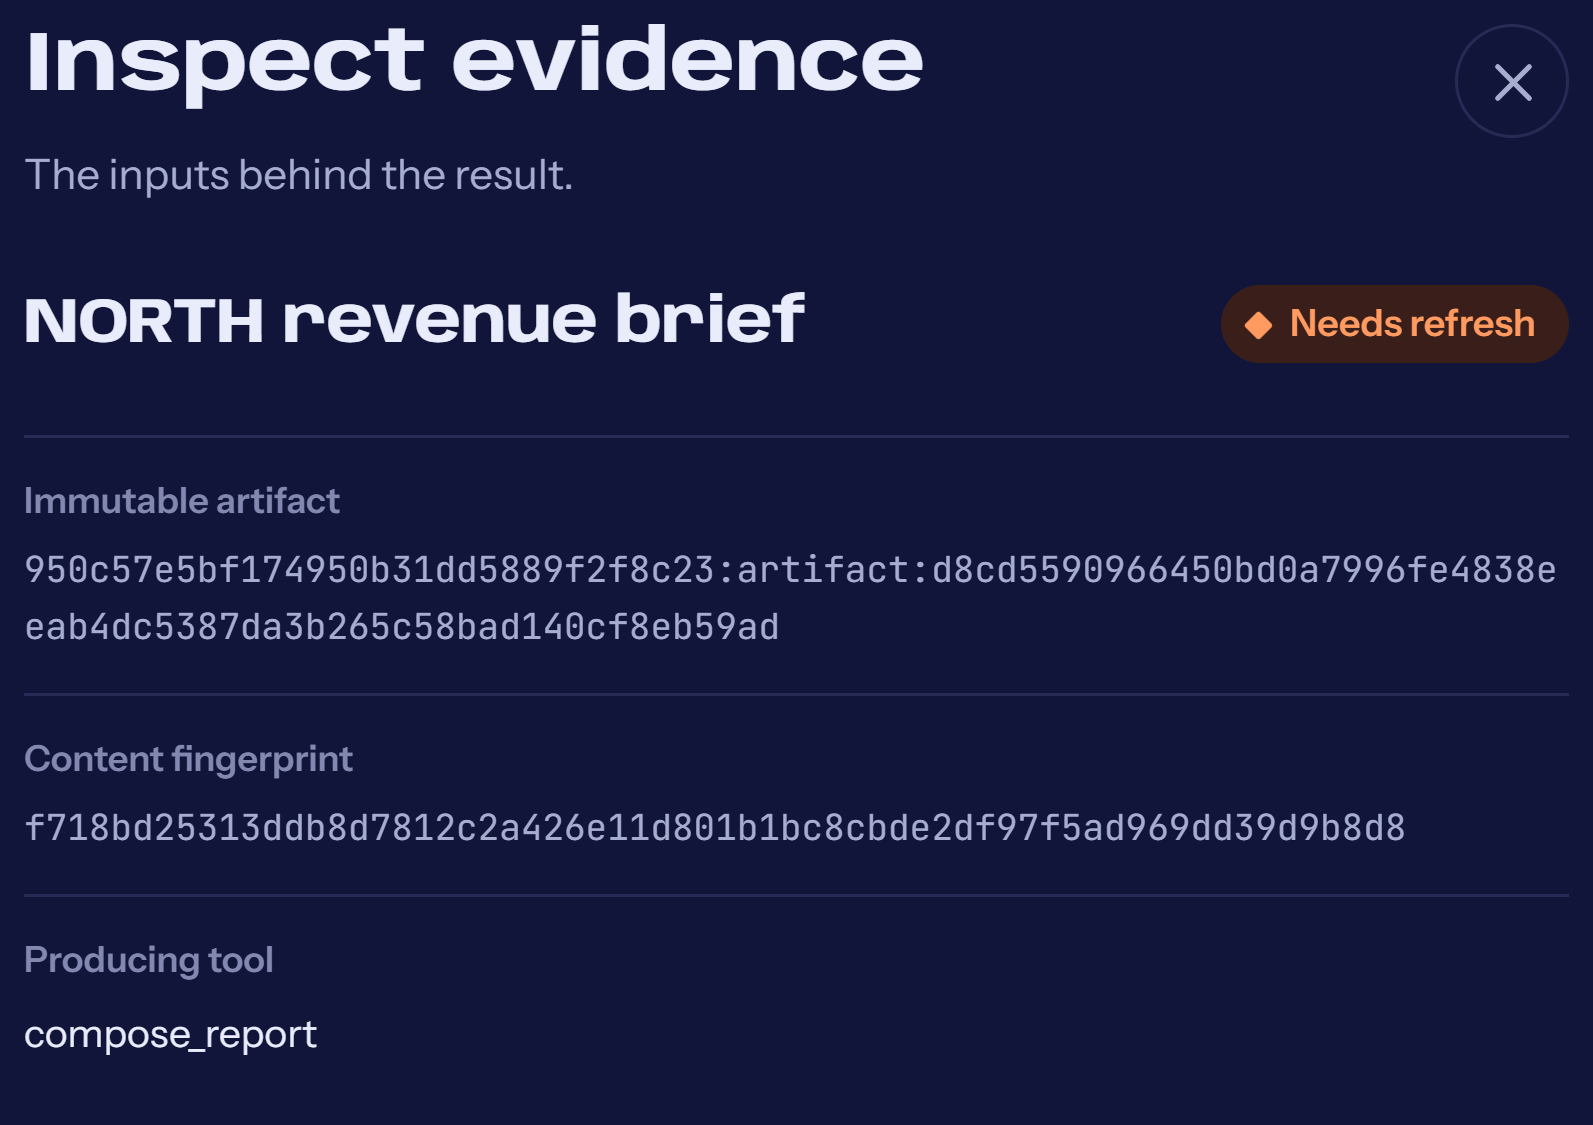 Inspect evidence
The inputs behind the result.
NORTH revenue brief
Needs refresh
Immutable artifact
950c57e5bf174950b31dd5889f2f8c23:artifact:d8cd5590966450bd0a7996fe4838e
eab4dc5387da3b265c58bad140cf8eb59ad
Content fingerprint
f718bd25313ddb8d7812c2a426e11d801b1bc8cbde2df97f5ad969dd39d9b8d8
Producing tool
compose_report